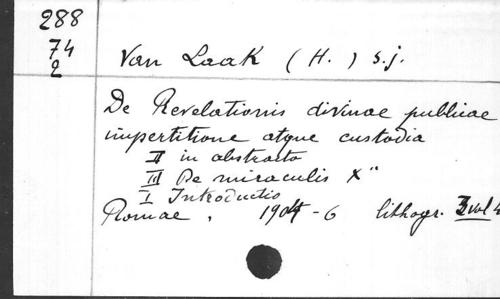 288
74
2
Van Laak (H.) s.j.
De Revelationis divinae publicae
impertitione atque custodia
II in abstracto
III De miraculis X"
I Introductio
Romae, 1904-6 lithogr. 3 vol